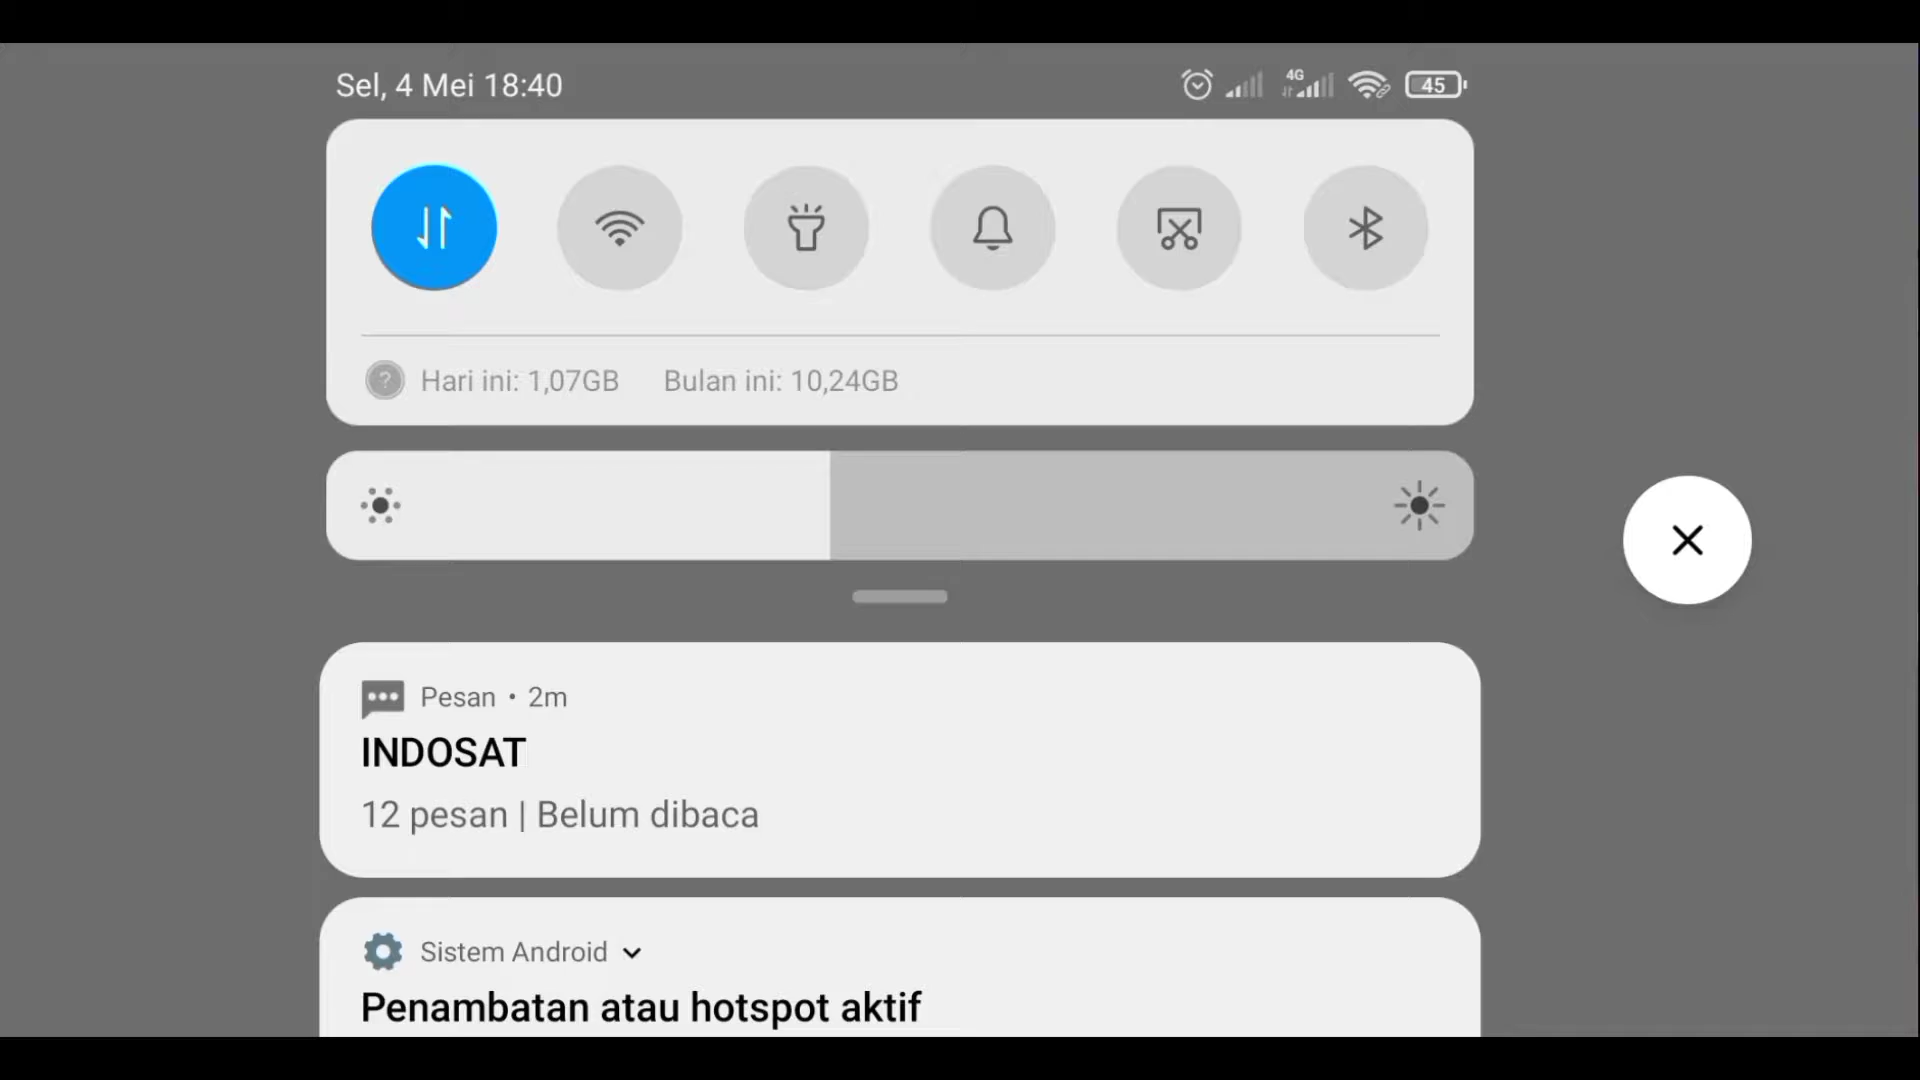 Sel, 4 Mei 18:40
4G
45
Hari ini: 1,07GB Bulan ini: 10,24GB
Pesan • 2m
INDOSAT
12 pesan | Belum dibaca
Sistem Android
Penambatan atau hotspot aktif